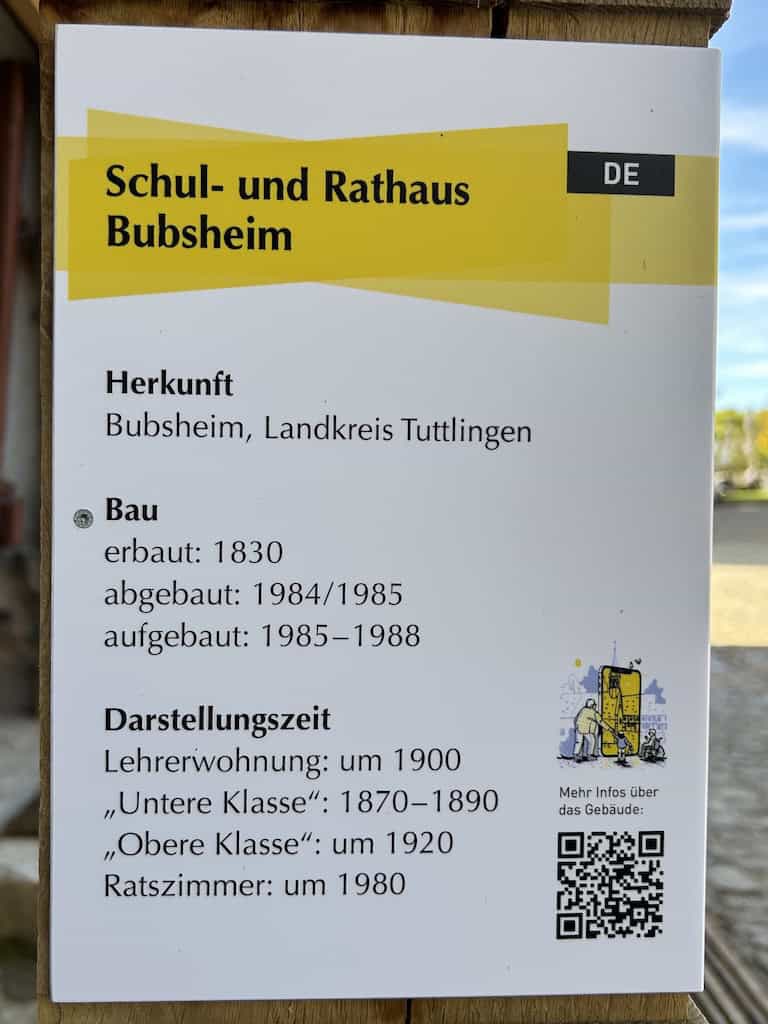 Schul- und Rathaus
Bubsheim
DE
Herkunft
Bubsheim, Landkreis Tuttlingen
Bau
erbaut: 1830
abgebaut: 1984/1985
aufgebaut: 1985–1988
Darstellungszeit
Lehrerwohnung: um 1900
„Untere Klasse“: 1870–1890
„Obere Klasse“: um 1920
Ratszimmer: um 1980
Mehr Infos über
das Gebäude: